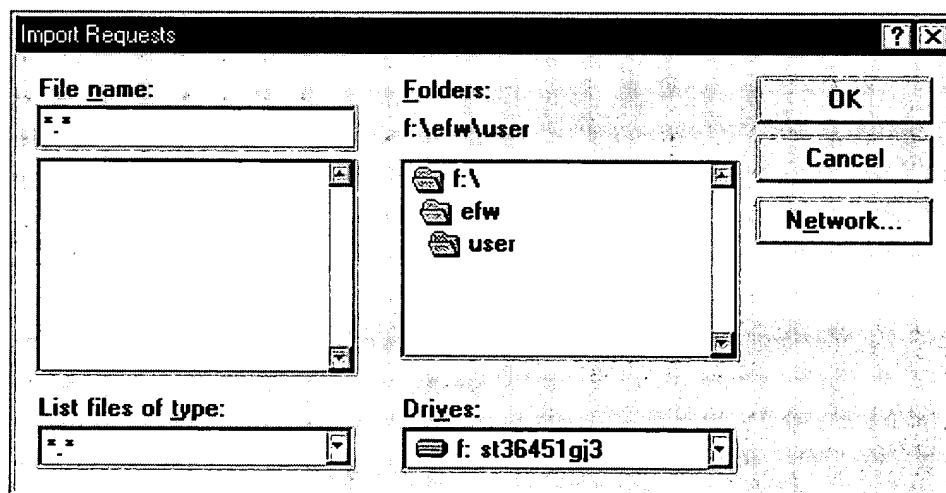 Import Requests
File name:
*.*
Folders:
f:\efw\user
f:\
efw
user
OK
Cancel
Network...
List files of type:
*.*
Drives:
f: st36451gj3